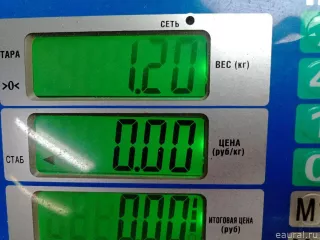 СЕТЬ
ТАРА
1.20
ВЕС (кг)
>0<
0.00
ЦЕНА
(руб/кг)
СТАБ
0.00
ИТОГОВАЯ ЦЕНА
(руб)
M
eaural.ru